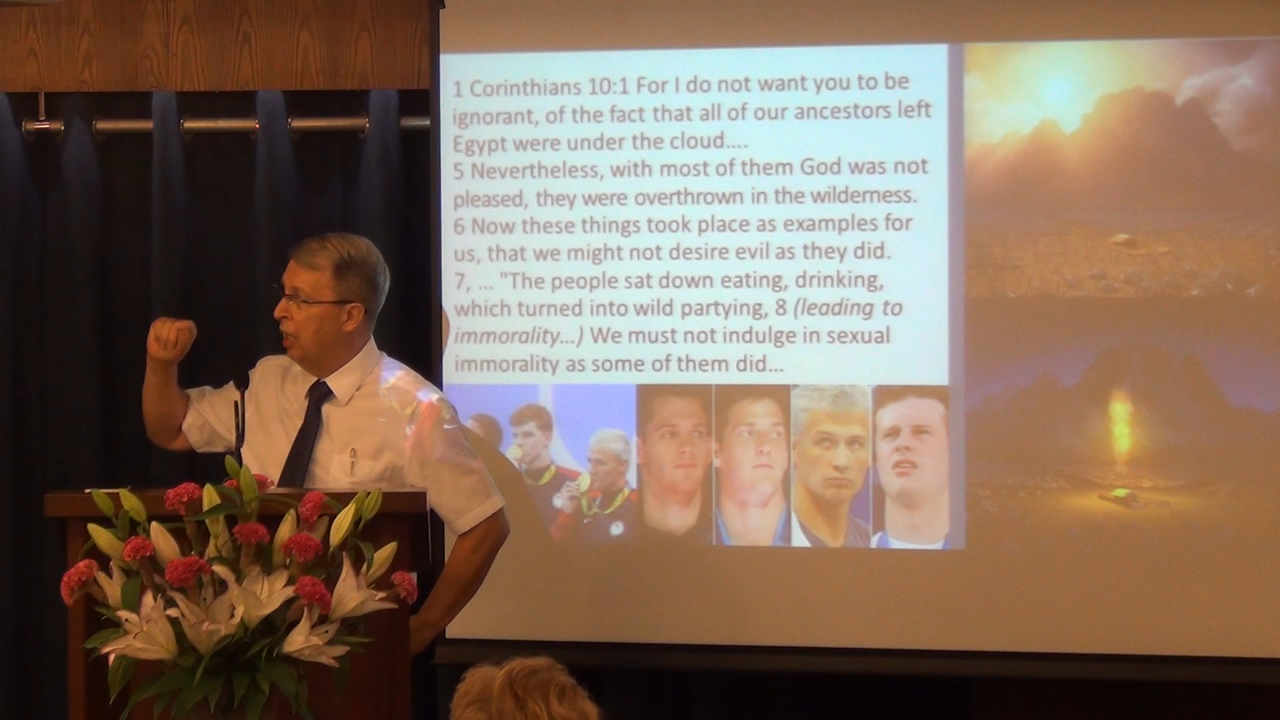 1 Corinthians 10:1 For I do not want you to be
ignorant, of the fact that all of our ancestors left
Egypt were under the cloud....
5 Nevertheless, with most of them God was not
pleased, they were overthrown in the wilderness.
6 Now these things took place as examples for
us, that we might not desire evil as they did.
7, ... "The people sat down eating, drinking,
which turned into wild partying, 8 (leading to
immorality...) We must not indulge in sexual
immorality as some of them did...